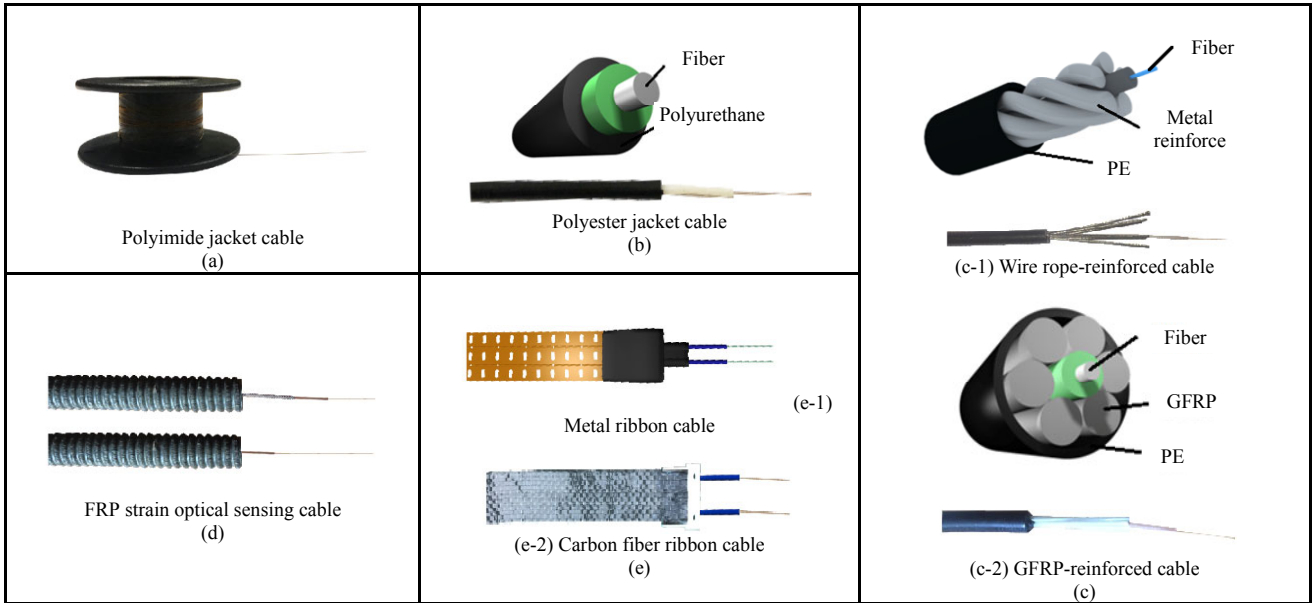 Polyimide jacket cable
(a)
Fiber
Polyurethane
Polyester jacket cable
(b)
Fiber
Metal
reinforce
PE
(c-1) Wire rope-reinforced cable
Fiber
GFRP
PE
(c-2) GFRP-reinforced cable
(c)
FRP strain optical sensing cable
(d)
(e-1)
Metal ribbon cable
(e-2) Carbon fiber ribbon cable
(e)